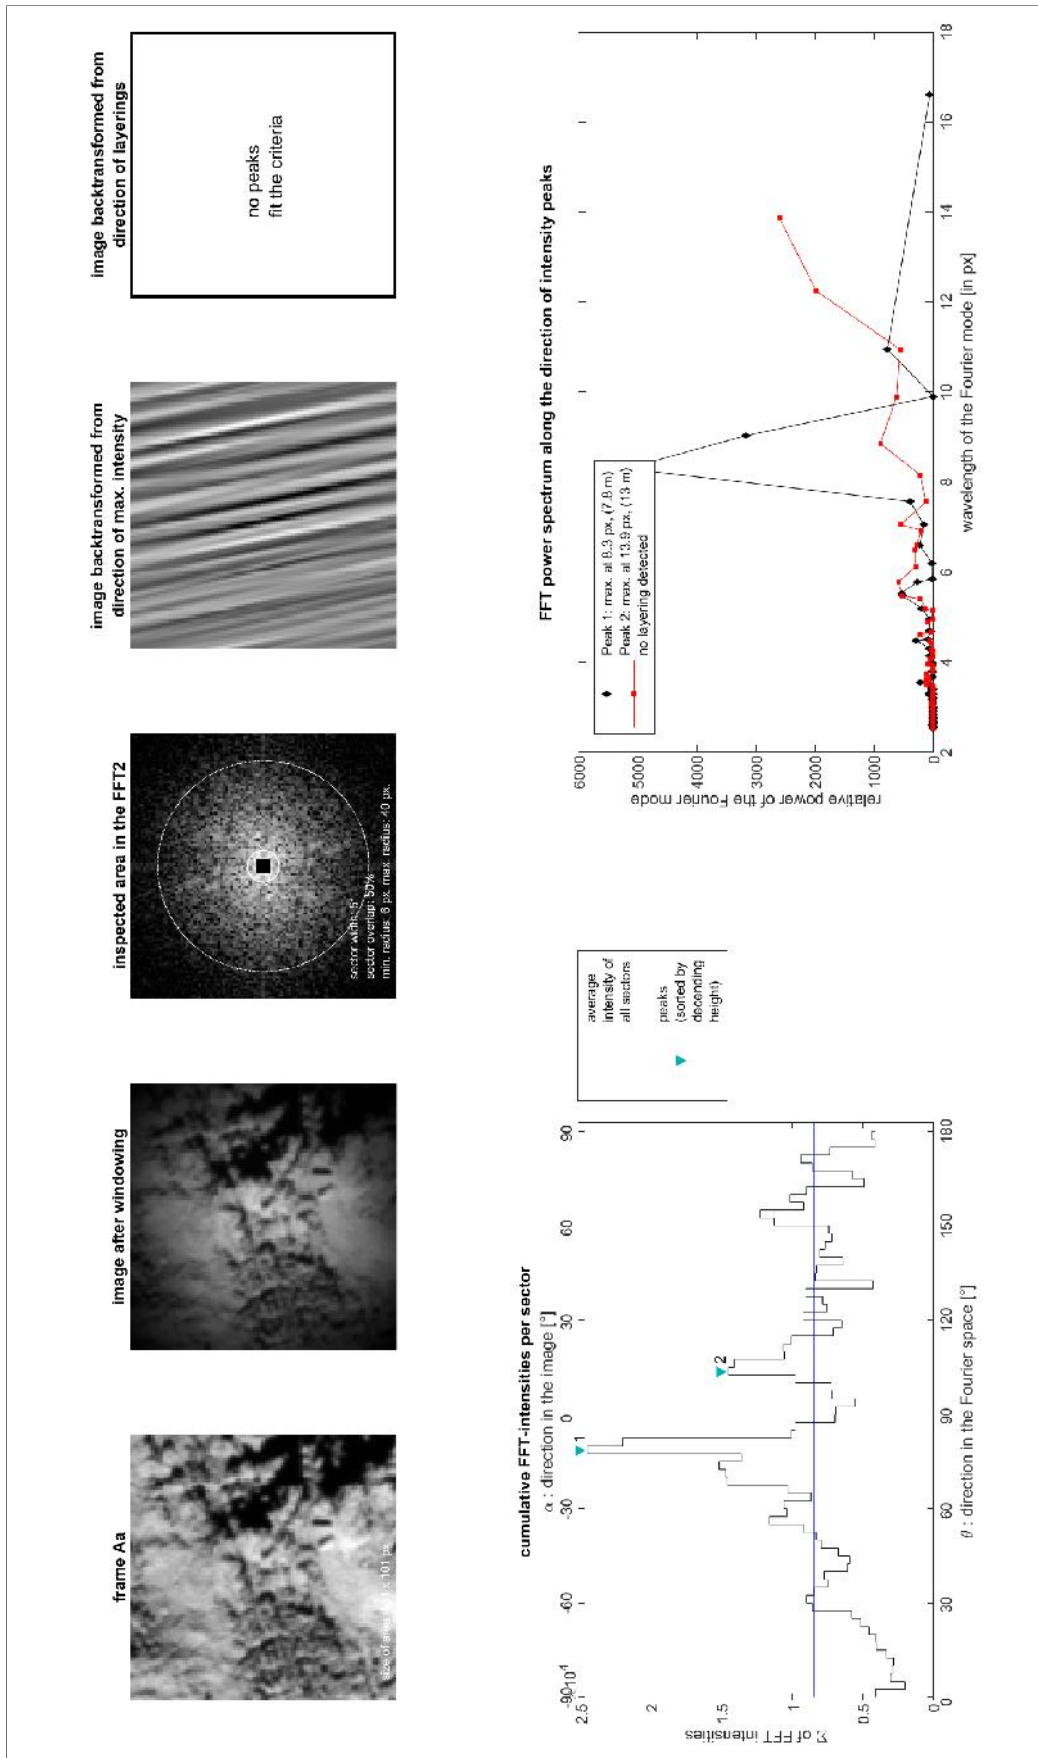 frame Aa
size of area: 101 px
image after windowing
inspected area in the FFT2
sector width: 5°
sector overlap: 50%
min. radius: 6 px, max. radius: 40 px.
image backtransformed from
direction of max. intensity
image backtransformed from
direction of layerings
no peaks
fit the criteria
cumulative FFT-intensities per sector
α : direction in the image [°]
-90 -60 -30 0 30 60 90
10⁴
2.5
2
1.5
1
0.5
0
Σ of FFT intensities
1
2
0 30 60 90 120 150 180
θ : direction in the Fourier space [°]
average
intensity of
all sectors
peaks
(sorted by
decending
height)
FFT power spectrum along the direction of intensity peaks
6000
5000
4000
3000
2000
1000
0
relative power of the Fourier mode
Peak 1: max. at 8.3 px, (7.8 m)
Peak 2: max. at 13.9 px, (13 m)
no layering detected
2 4 6 8 10 12 14 16 18
wavelength of the Fourier mode [in px]